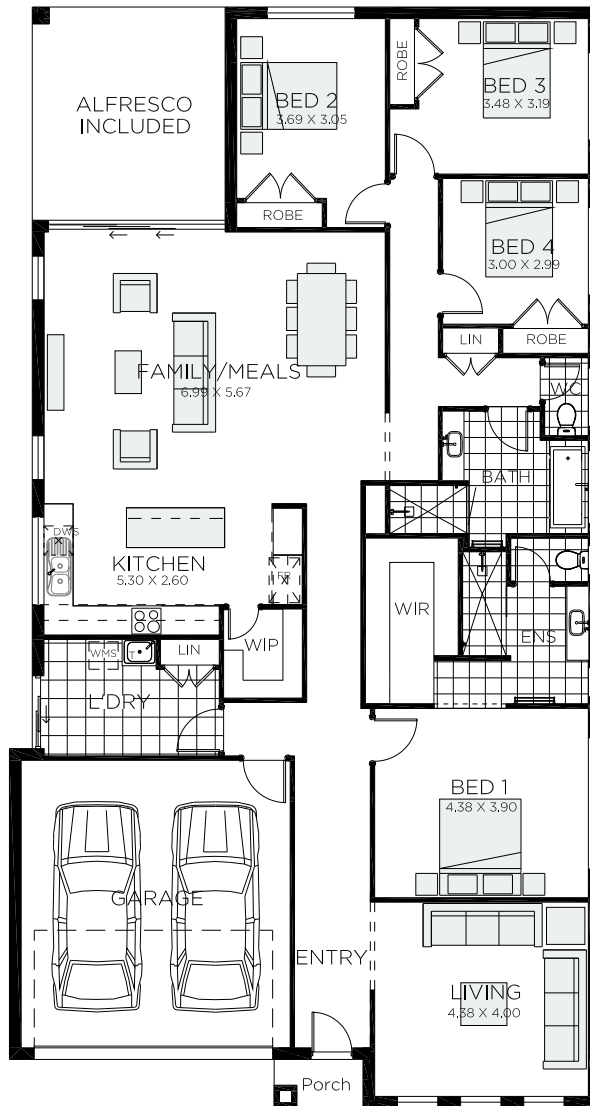 ALFRESCO
INCLUDED
BED 2
3.69 X 3.05
ROBE
ROBE
BED 3
3.48 X 3.19
BED 4
3.00 X 2.99
LIN
ROBE
WC
FAMILY/MEALS
6.99 X 5.67
BATH
DWS
KITCHEN
5.30 X 2.60
FR
WIR
ENS
WIP
WMS
T
LIN
L'DRY
BED 1
4.38 X 3.90
GARAGE
ENTRY
LIVING
4.38 X 4.00
Porch